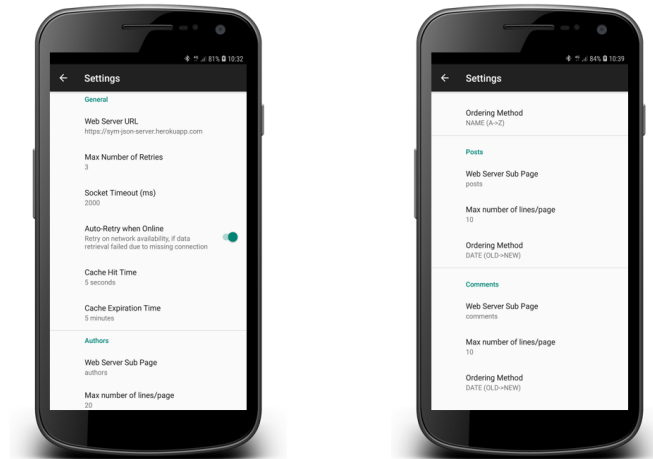 81% 10:32
Settings
General
Web Server URL
https://sym-json-server.herokuapp.com
Max Number of Retries
3
Socket Timeout (ms)
2000
Auto-Retry when Online
Retry on network availability, if data
retrieval failed due to missing connection
Cache Hit Time
5 seconds
Cache Expiration Time
5 minutes
Authors
Web Server Sub Page
authors
Max number of lines/page
20
84% 10:39
Settings
Ordering Method
NAME (A->Z)
Posts
Web Server Sub Page
posts
Max number of lines/page
10
Ordering Method
DATE (OLD->NEW)
Comments
Web Server Sub Page
comments
Max number of lines/page
10
Ordering Method
DATE (OLD->NEW)